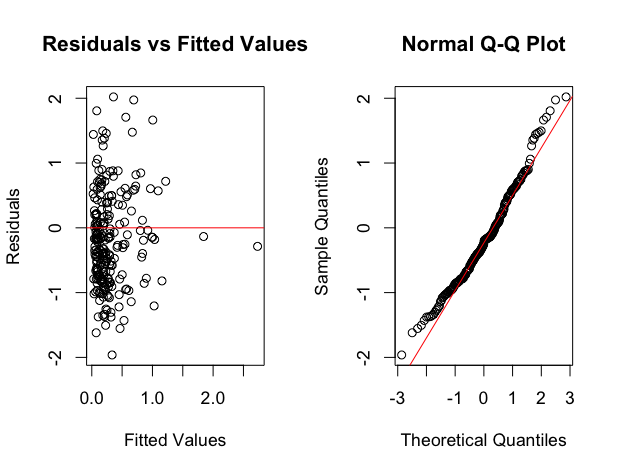 Residuals vs Fitted Values
Residuals
2
1
0
-1
-2
0.0 1.0 2.0
Fitted Values
Normal Q-Q Plot
Sample Quantiles
2
1
0
-1
-2
-3 -1 0 1 2 3
Theoretical Quantiles